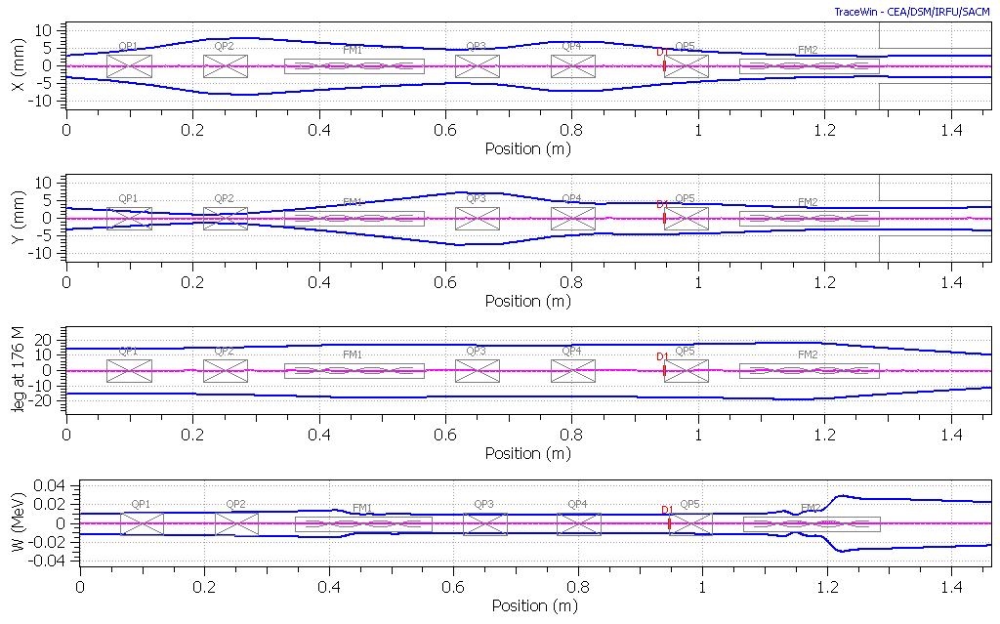 TraceWin - CEA/DSM/IRFU/SACM
X (mm)
10
5
0
-5
-10
QP1 QP2 FM1 QP3 QP4 D1 QP5 FM2
0 0.2 0.4 0.6 0.8 1 1.2 1.4
Position (m)
Y (mm)
10
5
0
-5
-10
QP1 QP2 FM1 QP3 QP4 D1 QP5 FM2
0 0.2 0.4 0.6 0.8 1 1.2 1.4
Position (m)
deg at 176 M
20
10
0
-10
-20
QP1 QP2 FM1 QP3 QP4 D1 QP5 FM2
0 0.2 0.4 0.6 0.8 1 1.2 1.4
Position (m)
W (MeV)
0.04
0.02
0
-0.02
-0.04
QP1 QP2 FM1 QP3 QP4 D1 QP5 FM2
0 0.2 0.4 0.6 0.8 1 1.2 1.4
Position (m)